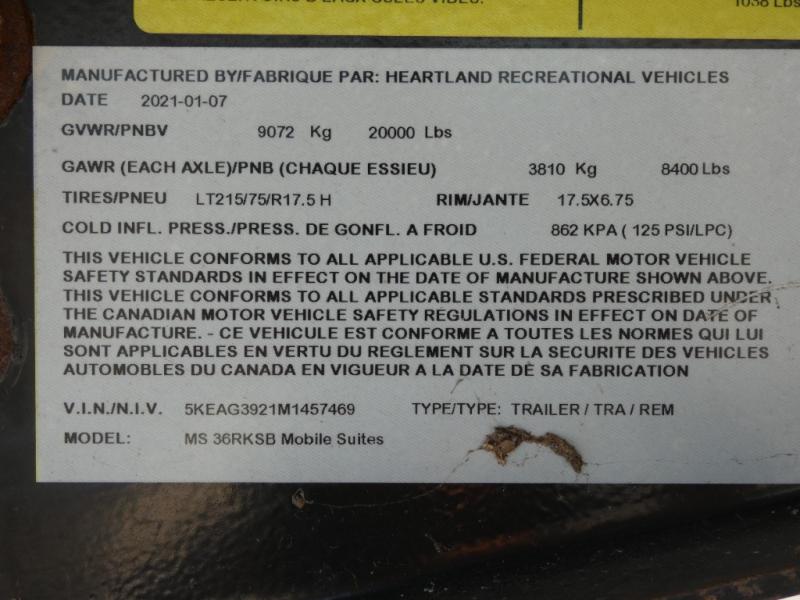 1038 Lbs
MANUFACTURED BY/FABRIQUE PAR: HEARTLAND RECREATIONAL VEHICLES
DATE 2021-01-07
GVWR/PNBV 9072 Kg 20000 Lbs
GAWR (EACH AXLE)/PNB (CHAQUE ESSIEU) 3810 Kg 8400 Lbs
TIRES/PNEU LT215/75/R17.5 H RIM/JANTE 17.5X6.75
COLD INFL. PRESS./PRESS. DE GONFL. A FROID 862 KPA ( 125 PSI/LPC)
THIS VEHICLE CONFORMS TO ALL APPLICABLE U.S. FEDERAL MOTOR VEHICLE
SAFETY STANDARDS IN EFFECT ON THE DATE OF MANUFACTURE SHOWN ABOVE.
THIS VEHICLE CONFORMS TO ALL APPLICABLE STANDARDS PRESCRIBED UNDER
THE CANADIAN MOTOR VEHICLE SAFETY REGULATIONS IN EFFECT ON DATE OF
MANUFACTURE. - CE VEHICULE EST CONFORME A TOUTES LES NORMES QUI LUI
SONT APPLICABLES EN VERTU DU REGLEMENT SUR LA SECURITE DES VEHICLES
AUTOMOBLES DU CANADA EN VIGUEUR A LA DATE DE SA FABRICATION
V.I.N./N.I.V. 5KEAG3921M1457469 TYPE/TYPE: TRAILER / TRA / REM
MODEL: MS 36RKSB Mobile Suites